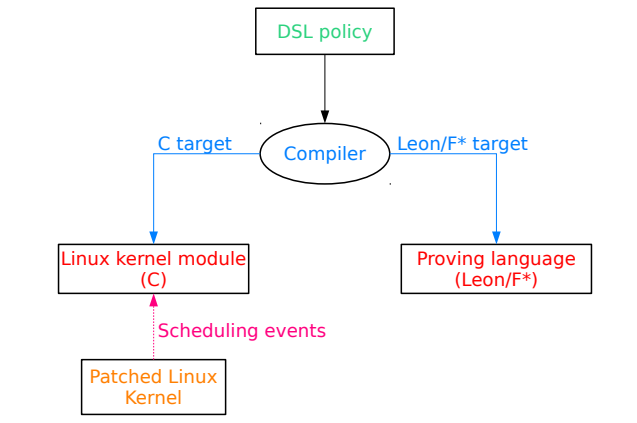 DSL policy
C target
Compiler
Leon/F* target
Linux kernel module
(C)
Proving language
(Leon/F*)
Scheduling events
Patched Linux
Kernel